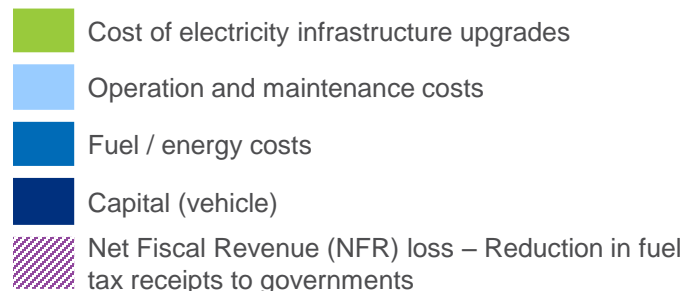 Cost of electricity infrastructure upgrades
Operation and maintenance costs
Fuel / energy costs
Capital (vehicle)
Net Fiscal Revenue (NFR) loss – Reduction in fuel
tax receipts to governments